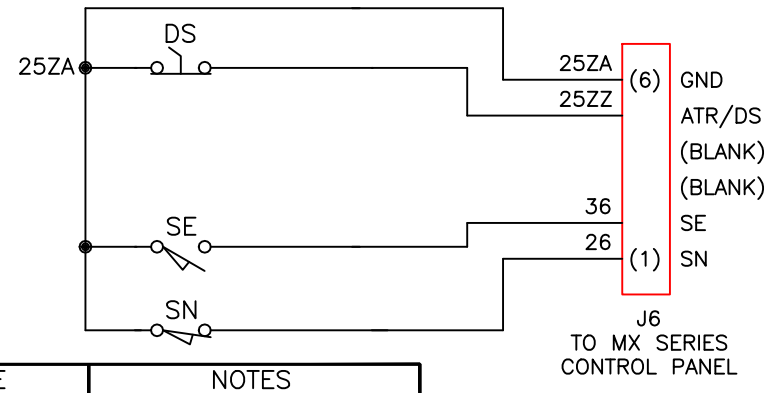 DS
25ZA
25ZA
(6)
GND
25ZZ
ATR/DS
(BLANK)
(BLANK)
36
SE
SE
26
(1)
SN
SN
J6
TO MX SERIES
CONTROL PANEL
NOTES